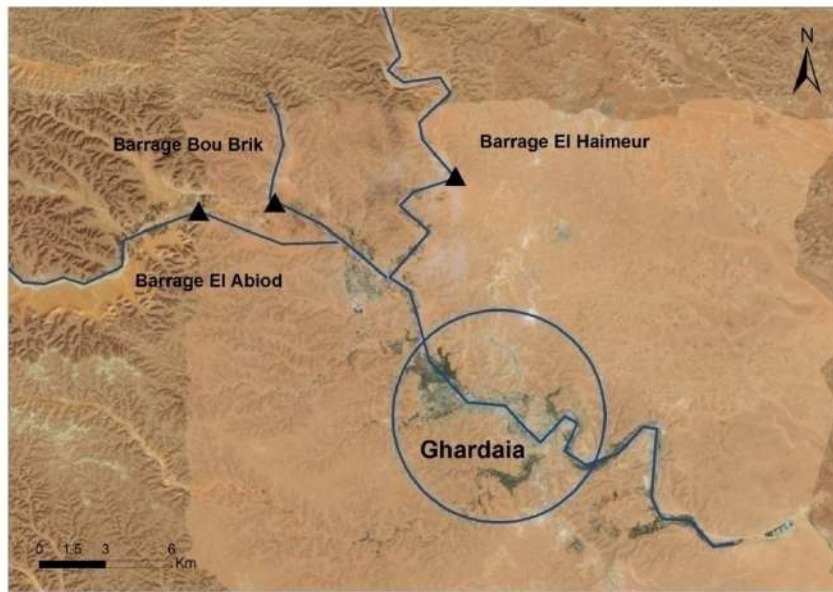 N
Barrage Bou Brik
Barrage El Haimeur
Barrage El Abiod
Ghardaia
0 1.5 3 6
Km